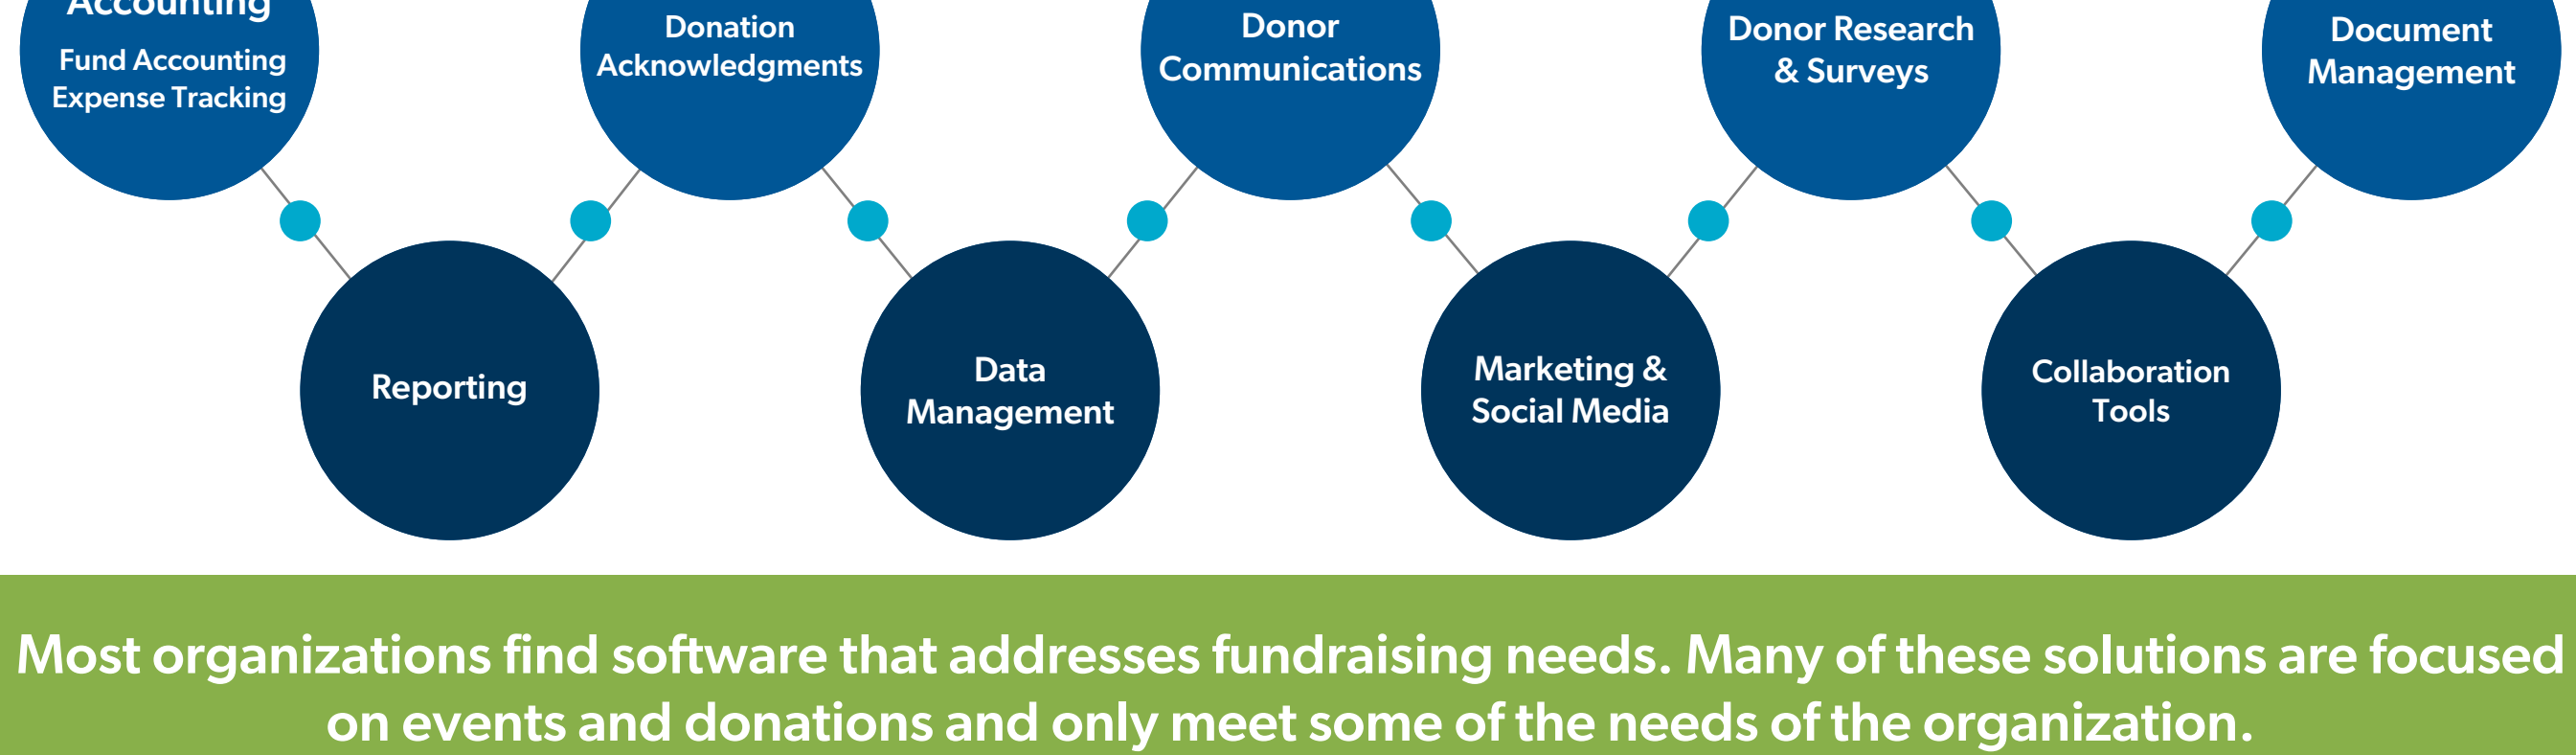 Accounting
Fund Accounting
Expense Tracking
Donation
Acknowledgments
Donor
Communications
Donor Research
& Surveys
Document
Management
Reporting
Data
Management
Marketing &
Social Media
Collaboration
Tools
Most organizations find software that addresses fundraising needs. Many of these solutions are focused
on events and donations and only meet some of the needs of the organization.